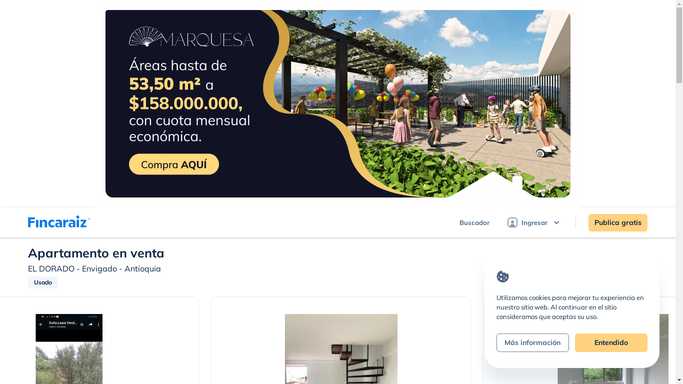 MARQUESA
Áreas hasta de
53,50 m² a
$158.000.000,
con cuota mensual
económica.
Compra AQUÍ
Fincaraiz
Buscador
Ingresar
Publica gratis
Apartamento en venta
EL DORADO - Envigado - Antioquia
Usado
Utilizamos cookies para mejorar tu experiencia en
nuestro sitio web. Al continuar en el sitio
consideramos que aceptas su uso.
Más información
Entendido